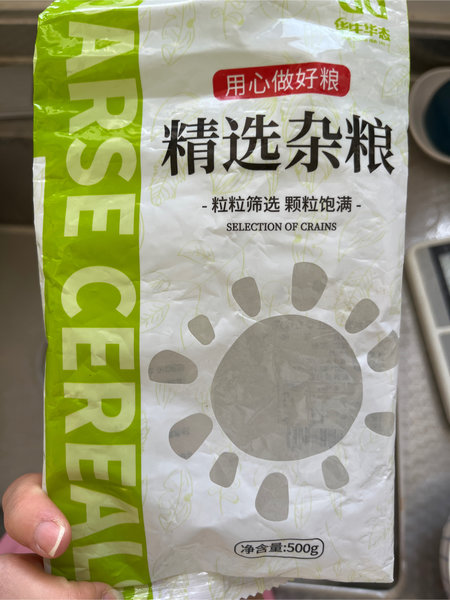 用心做好粮
精选杂粮
- 粒粒筛选 颗粒饱满 -
SELECTION OF CRAINS
净含量:500g
ARSE CEREAL